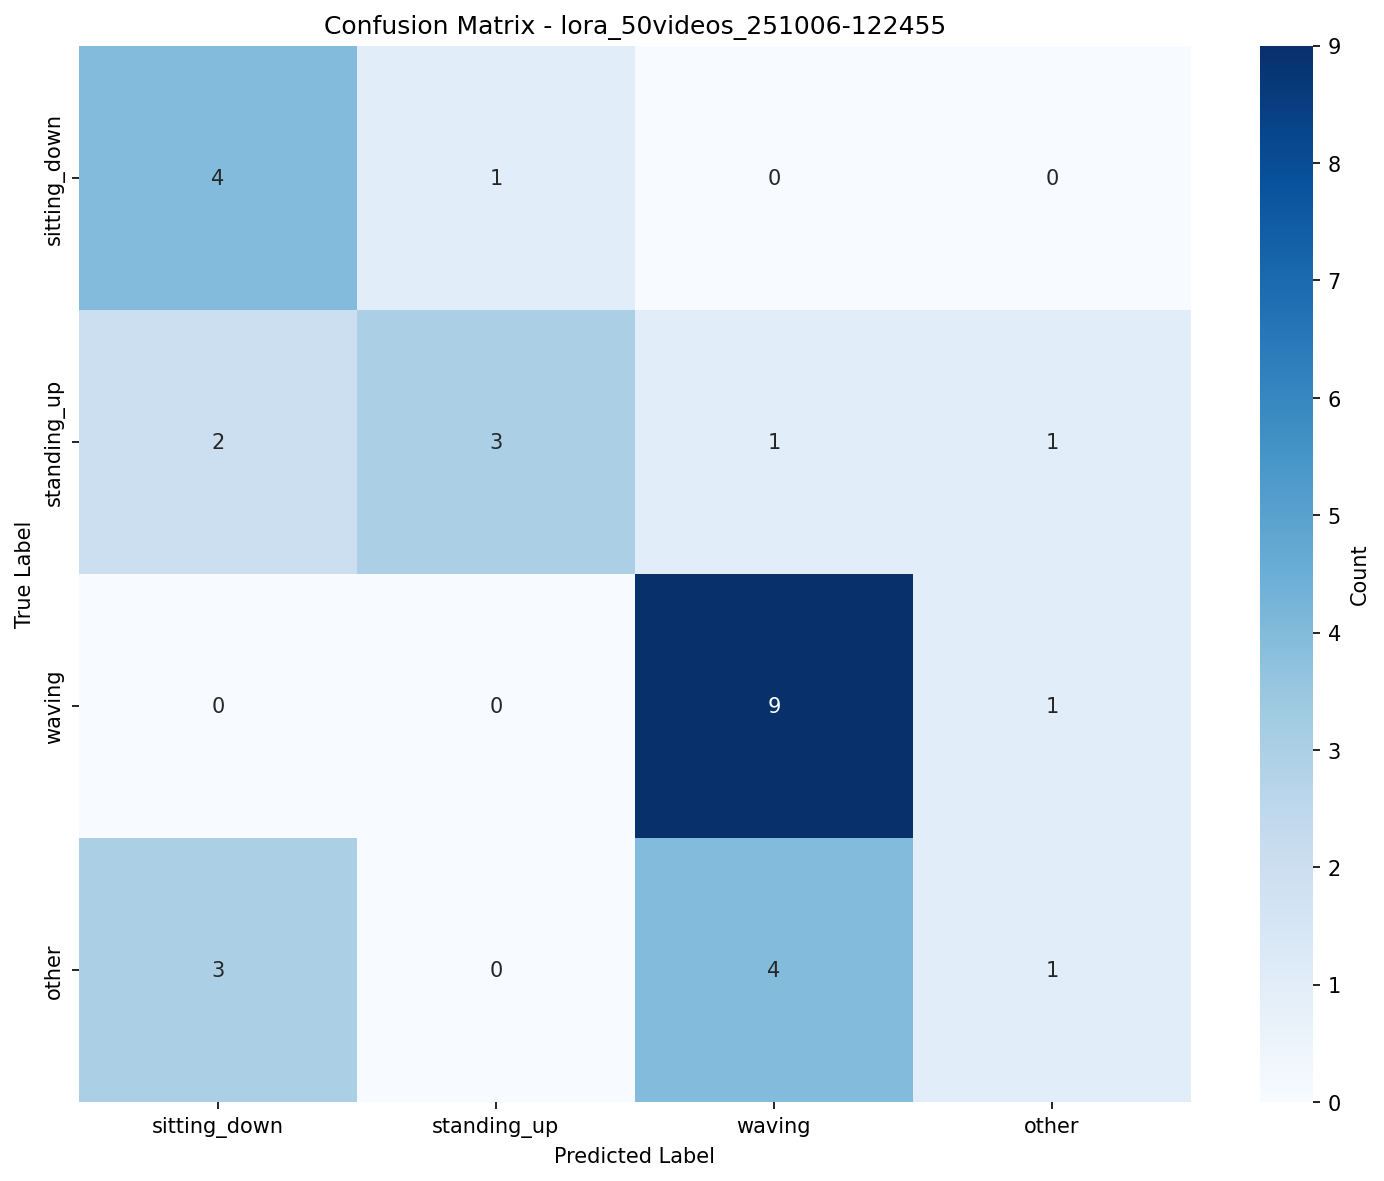 Confusion Matrix - lora_50videos_251006-122455
True Label
sitting_down
4 1 0 0
standing_up
2 3 1 1
waving
0 0 9 1
other
3 0 4 1
sitting_down standing_up waving other
Predicted Label
9
8
7
6
5
4
3
2
1
0
Count